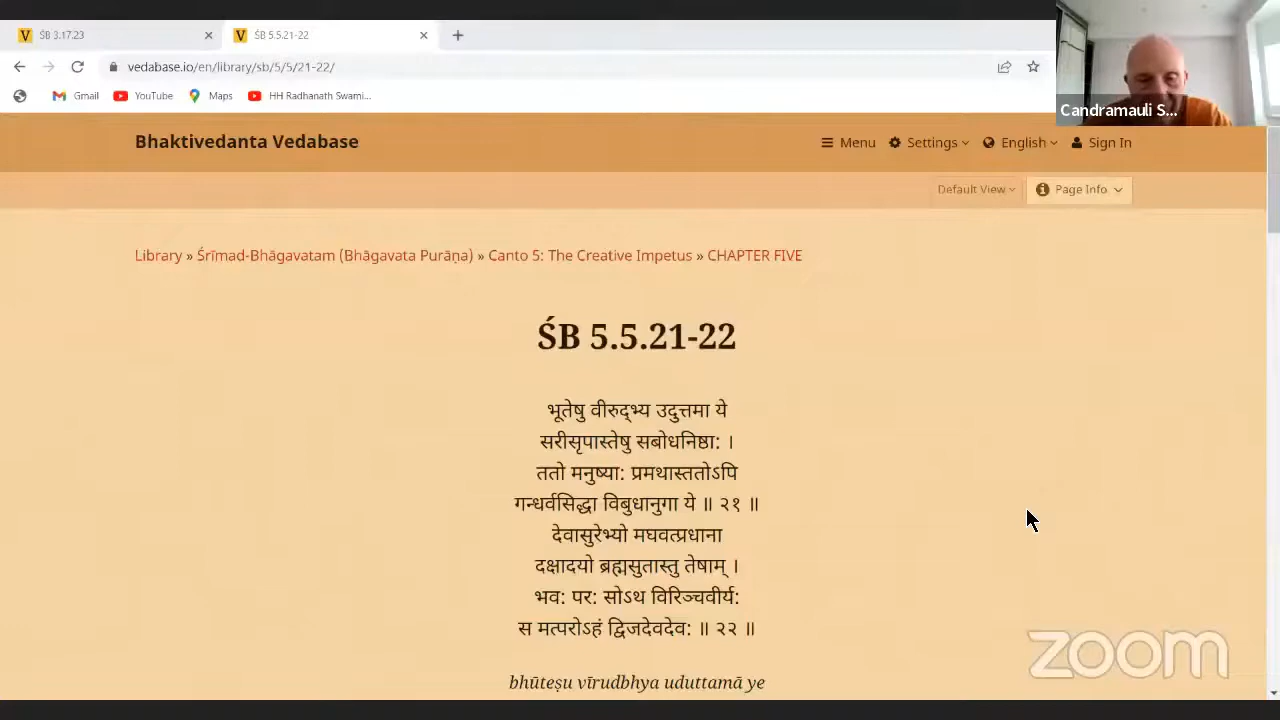 ŚB 3.17.23
ŚB 5.5.21-22
vedabase.io/en/library/sb/5/5/21-22/
Gmail YouTube Maps HH Radhanath Swami...
Candramauli S...
Bhaktivedanta Vedabase
Menu Settings English Sign In
Default View Page Info
Library » Śrīmad-Bhāgavatam (Bhāgavata Purāṇa) » Canto 5: The Creative Impetus » CHAPTER FIVE
ŚB 5.5.21-22
भूतेषु वीरुद्‍भ्य उदुत्तमा ये
सरीसृपास्तेषु सबोधनिष्ठा: ।
ततो मनुष्या: प्रमथास्ततोऽपि
गन्धर्वसिद्धा विबुधानुगा ये ॥ २१ ॥
देवासुरेभ्यो मघवत्प्रधाना
दक्षादयो ब्रह्मसुतास्तु तेषाम् ।
भव: पर: सोऽथ विरिञ्चवीर्य:
स मत्परोऽहं द्विजदेवदेव: ॥ २२ ॥
bhūteṣu vīrudbhya uduttamā ye
zoom